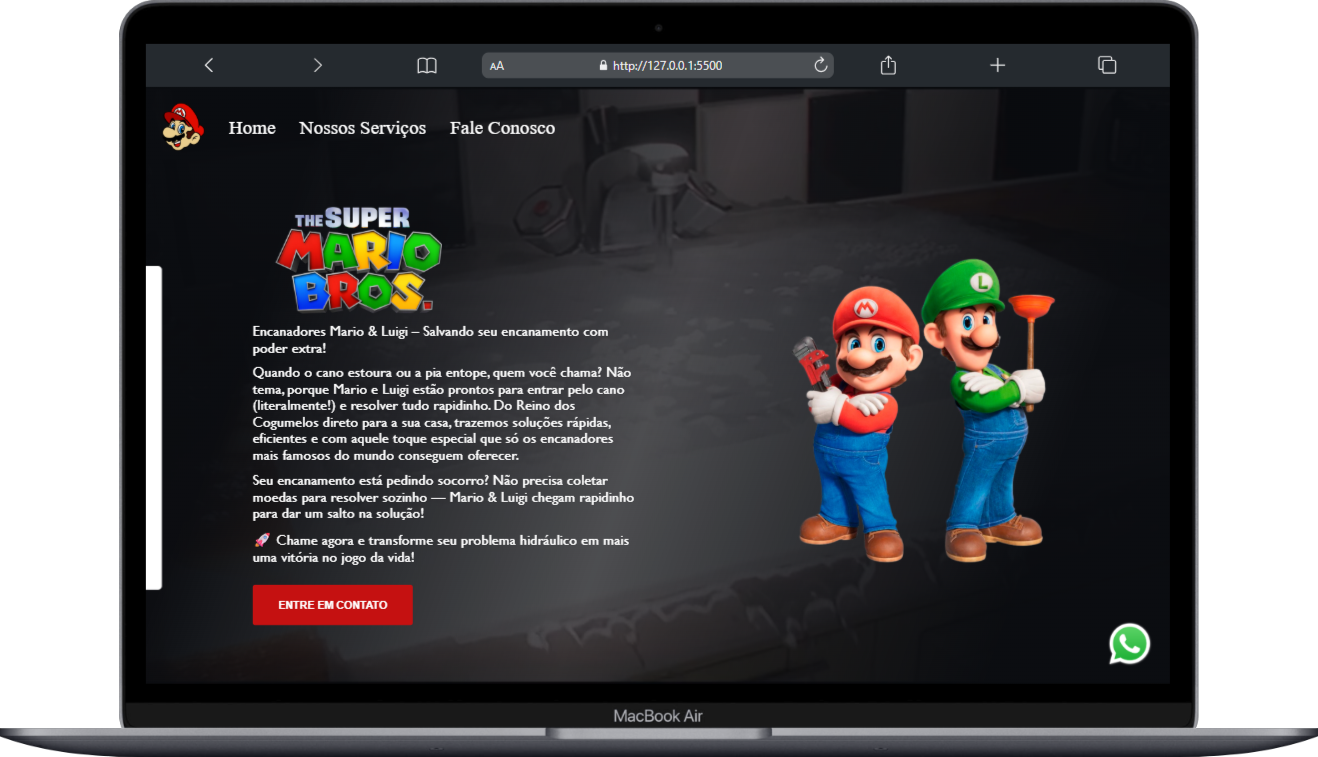 AA
http://127.0.0.1:5500
Home Nossos Serviços Fale Conosco
THE SUPER
MARIO
BROS.
Encanadores Mario & Luigi – Salvando seu encanamento com
poder extra!
Quando o cano estoura ou a pia entope, quem você chama? Não
tema, porque Mario e Luigi estão prontos para entrar pelo cano
(literalmente!) e resolver tudo rapidinho. Do Reino dos
Cogumelos direto para a sua casa, trazemos soluções rápidas,
eficientes e com aquele toque especial que só os encanadores
mais famosos do mundo conseguem oferecer.
Seu encanamento está pedindo socorro? Não precisa coletar
moedas para resolver sozinho — Mario & Luigi chegam rapidinho
para dar um salto na solução!
🚀 Chame agora e transforme seu problema hidráulico em mais
uma vitória no jogo da vida!
ENTRE EM CONTATO
M
L
MacBook Air